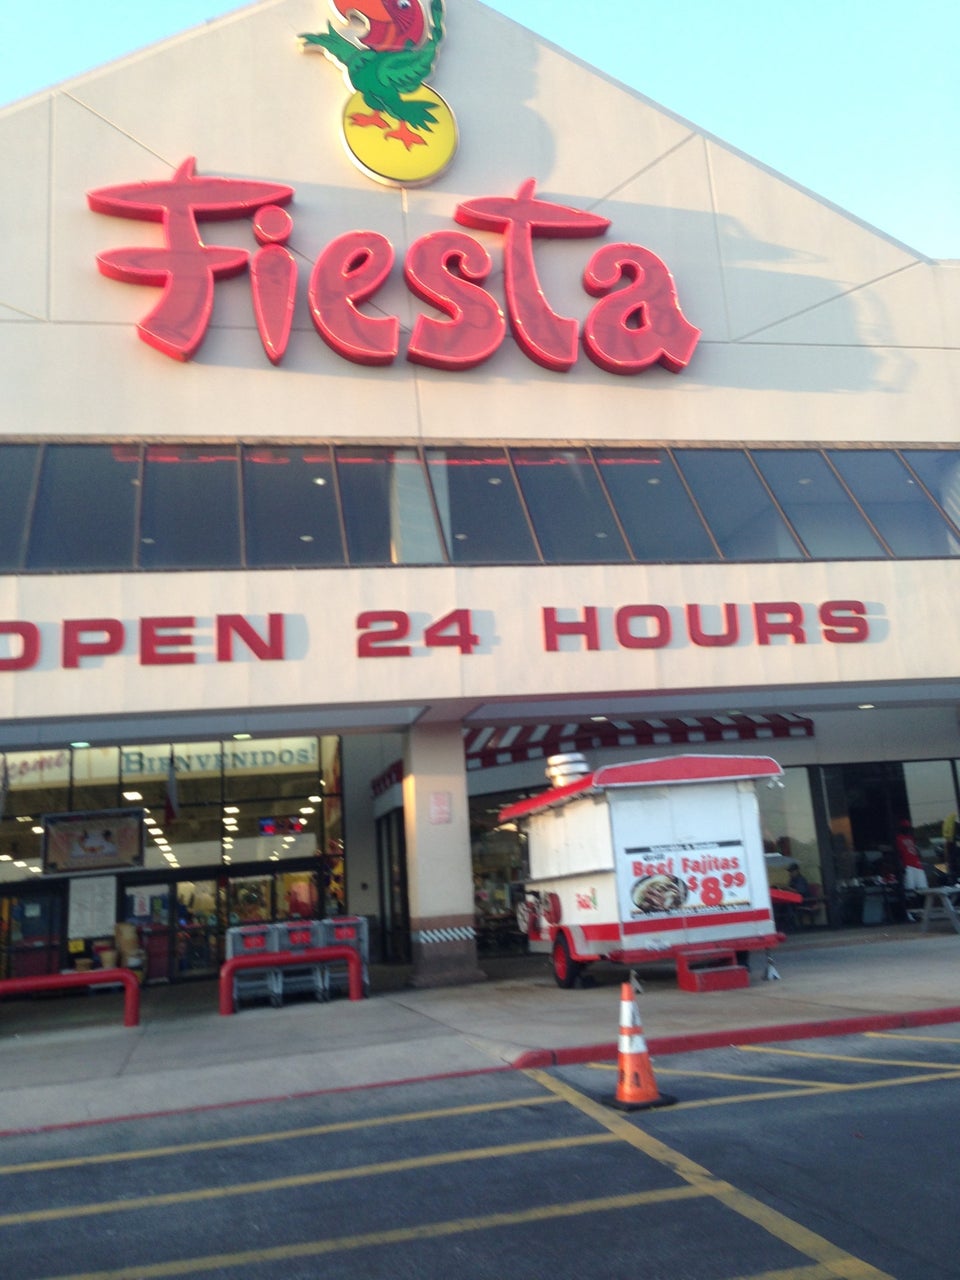 Fiesta
OPEN 24 HOURS
BIENVENIDOS!
Beef Fajitas
$8.99